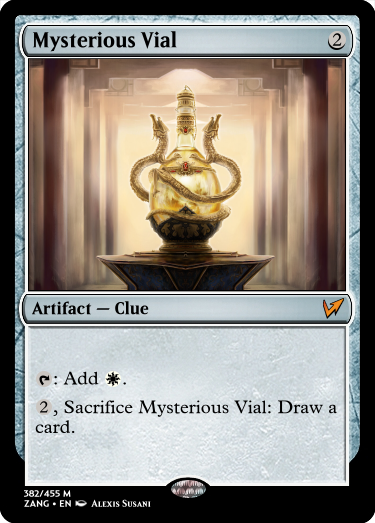 Mysterious Vial 2
Artifact — Clue
: Add .
2, Sacrifice Mysterious Vial: Draw a
card.
382/455 M
ZANG • EN Alexis Susani